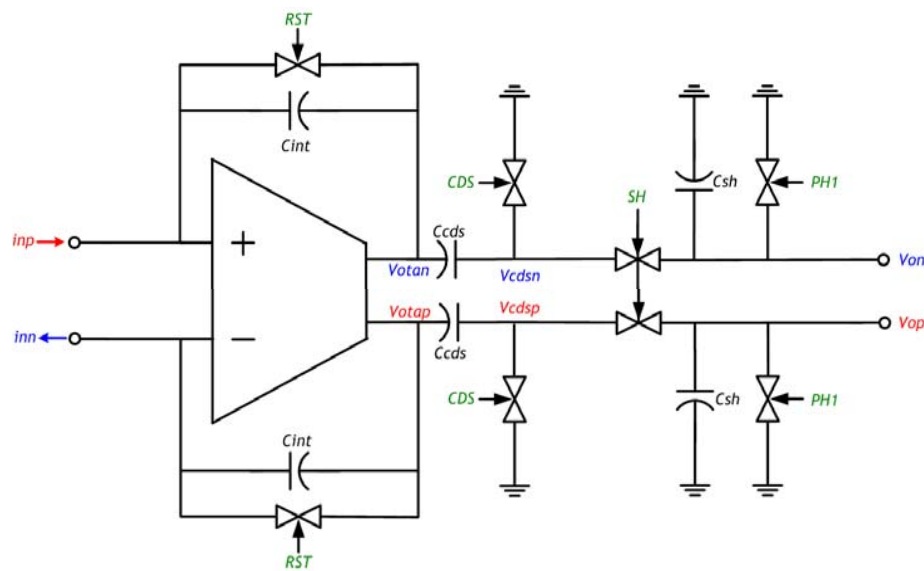 RST
Cint
CDS
Csh
PH1
SH
inp
+
Ccds
Votan
Vcdsn
Von
inn
−
Votap
Vcdsp
Vop
Ccds
CDS
Csh
PH1
Cint
RST